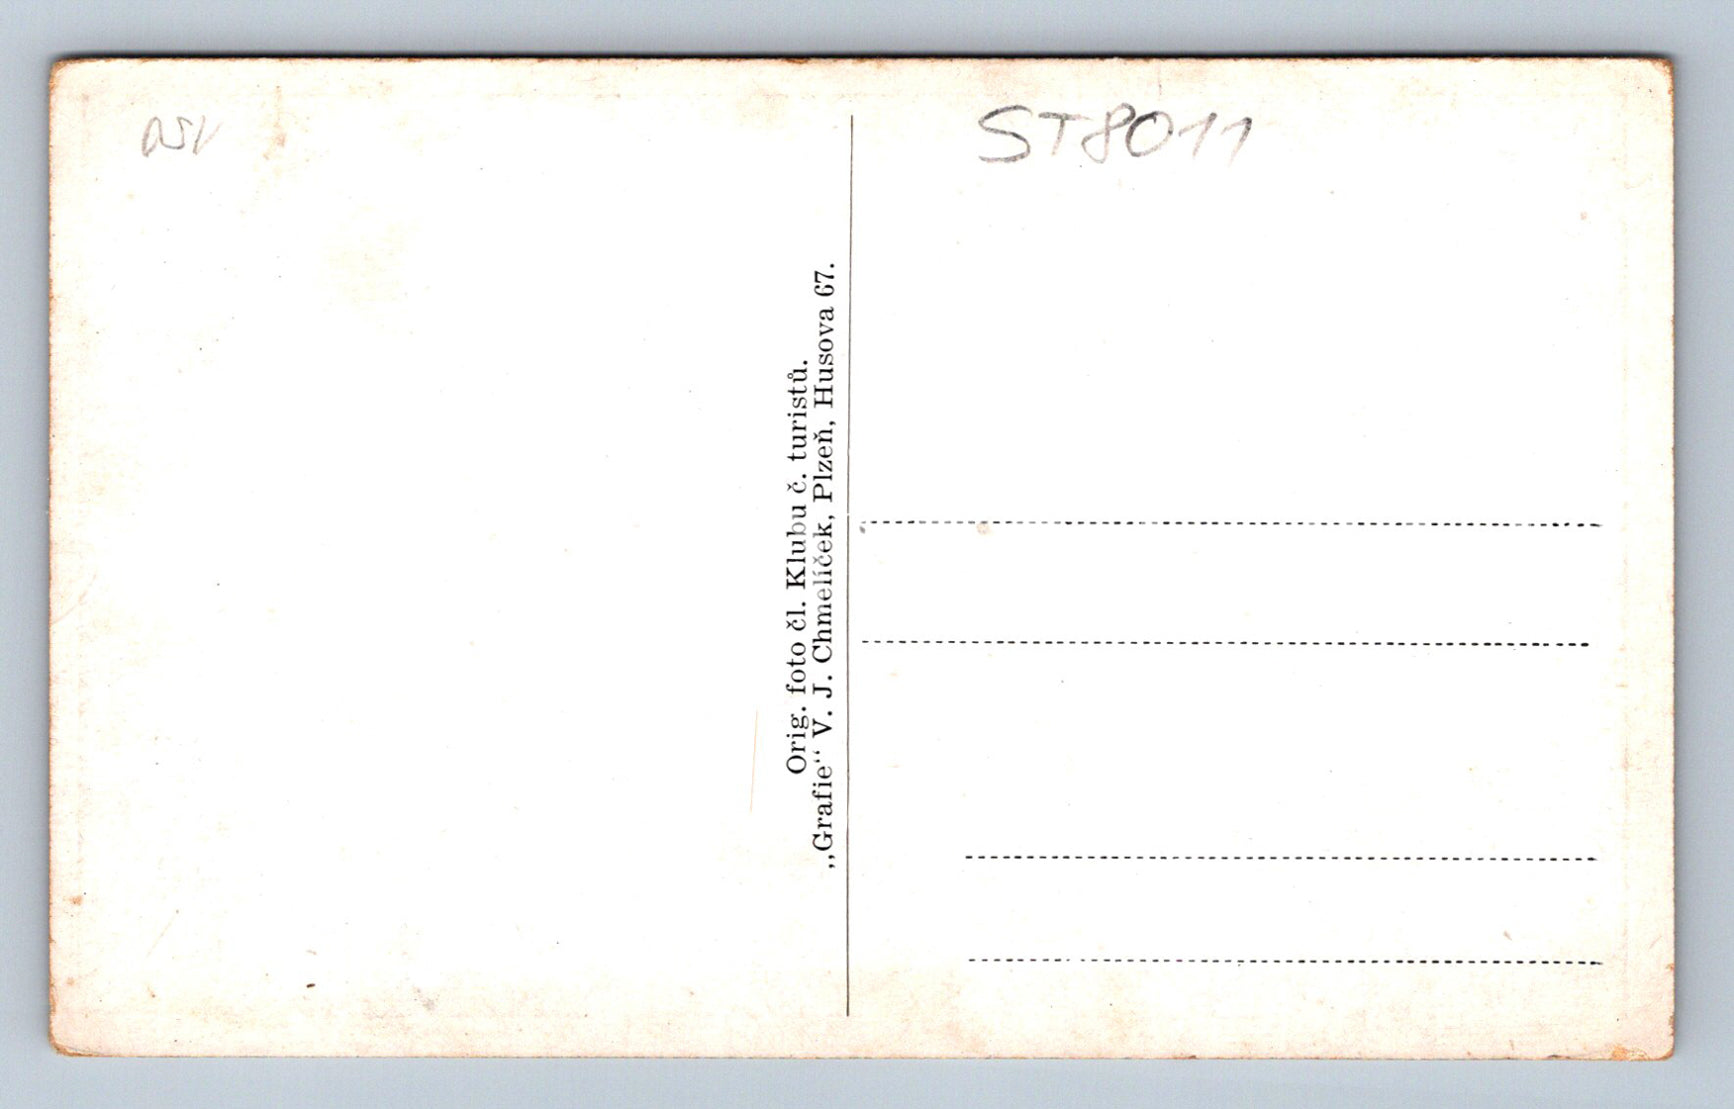 ST8011
Orig. foto čl. Klubu č. turistů.
„Grafie“ V. J. Chmelíček, Plzeň, Husova 67.